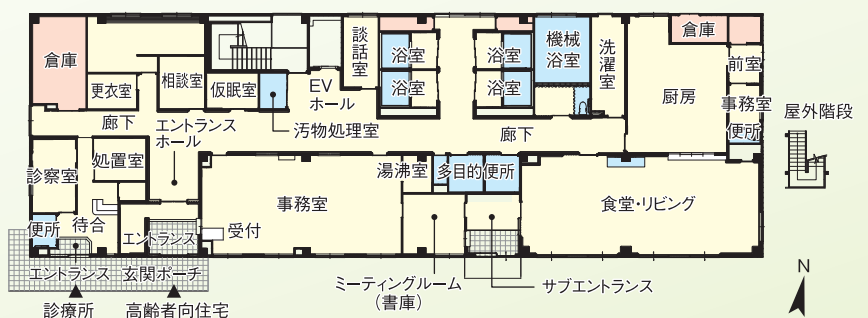 倉庫
更衣室
相談室
仮眠室
談話室
EV
ホール
浴室
浴室
浴室
浴室
機械
浴室
洗濯室
厨房
倉庫
前室
事務室
便所
屋外階段
廊下
エントランス
ホール
汚物処理室
廊下
診察室
処置室
便所
待合
エントランス
受付
事務室
湯沸室
多目的便所
食堂・リビング
エントランス
玄関ポーチ
診療所
高齢者向住宅
ミーティングルーム
(書庫)
サブエントランス
N